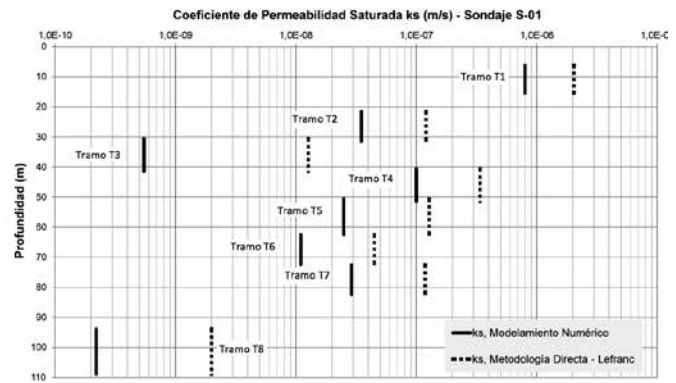 Coeficiente de Permeabilidad Saturada ks (m/s) - Sondaje S-01
1,0E-10 1,0E-09 1,0E-08 1,0E-07 1,0E-06 1,0E-0
0
10
20
30
40
50
60
70
80
90
100
110
Profundidad (m)
Tramo T1
Tramo T2
Tramo T3
Tramo T4
Tramo T5
Tramo T6
Tramo T7
Tramo T8
ks, Modelamiento Numérico
ks, Metodología Directa - Lefranc